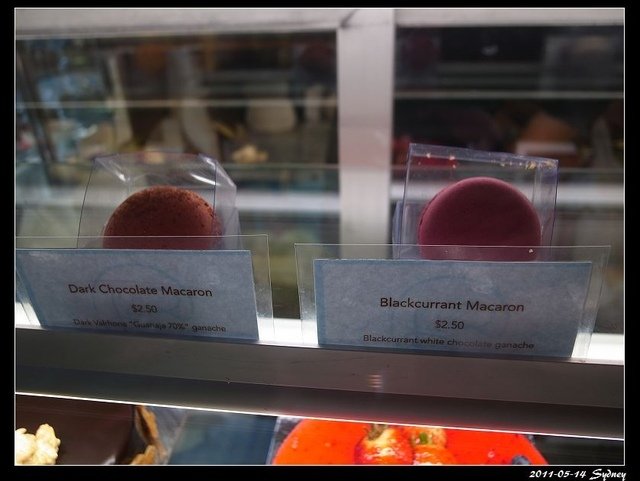 Dark Chocolate Macaron
$2.50
Dark Valrhona "Guanaja 70%" ganache
Blackcurrant Macaron
$2.50
Blackcurrant white chocolate ganache
2011-05-14 Sydney